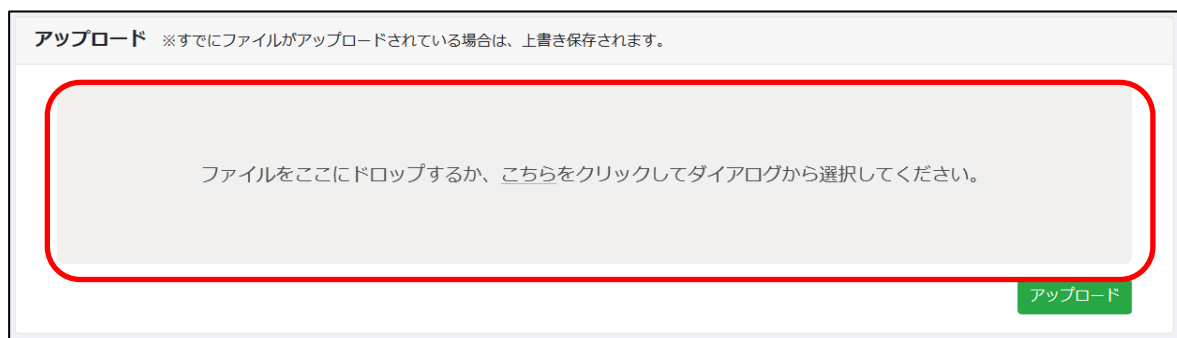 アップロード ※すでにファイルがアップロードされている場合は、上書き保存されます。
ファイルをここにドロップするか、こちらをクリックしてダイアログから選択してください。
アップロード